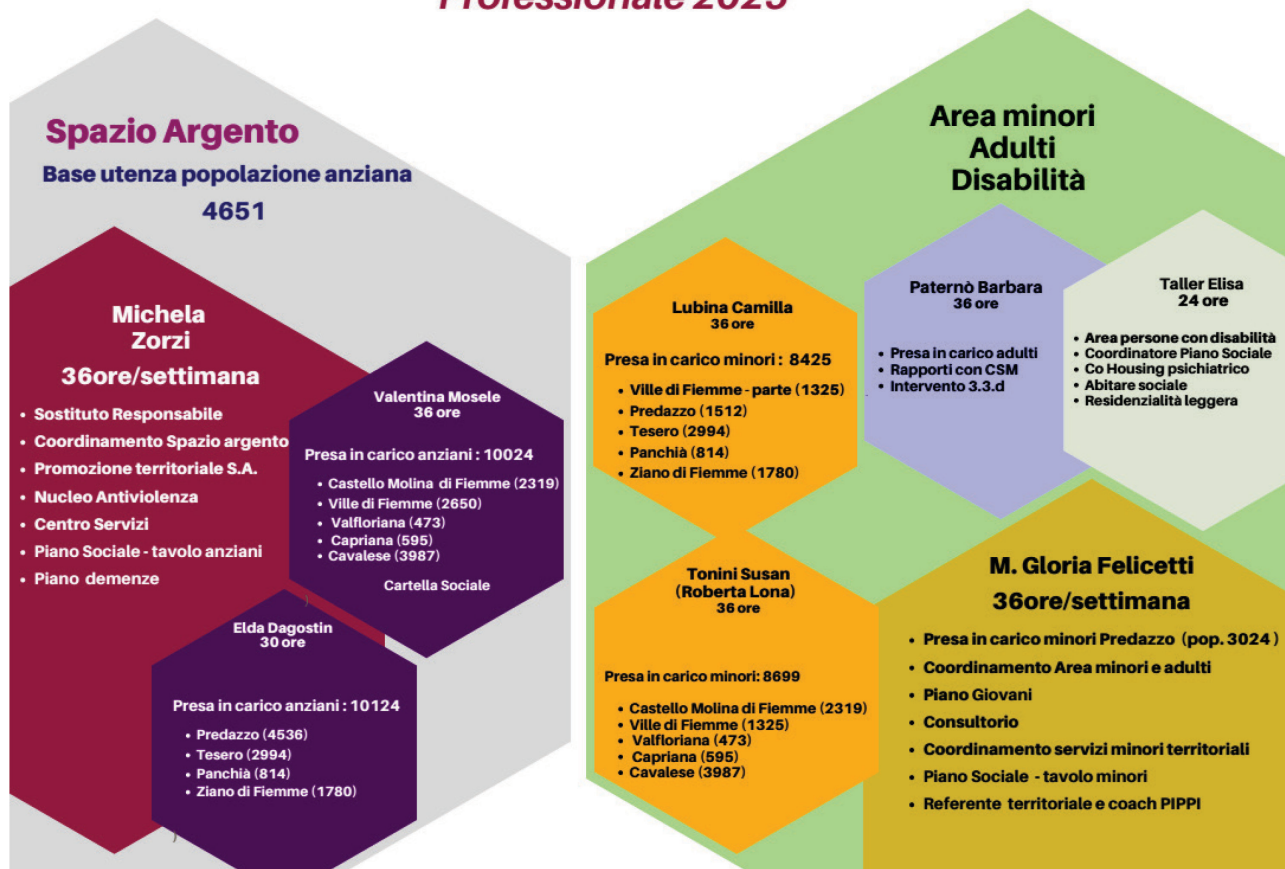 Professionale 2025
Spazio Argento
Base utenza popolazione anziana
4651
Michela
Zorzi
36ore/settimana
• Sostituto Responsabile
• Coordinamento Spazio argento
• Promozione territoriale S.A.
• Nucleo Antiviolenza
• Centro Servizi
• Piano Sociale - tavolo anziani
• Piano demenze
Valentina Mosele
36 ore
Presa in carico anziani : 10024
• Castello Molina di Fiemme (2319)
• Ville di Fiemme (2650)
• Valfloriana (473)
• Capriana (595)
• Cavalese (3987)
Cartella Sociale
Elda Dagostin
30 ore
Presa in carico anziani : 10124
• Predazzo (4536)
• Tesero (2994)
• Panchià (814)
• Ziano di Fiemme (1780)
Area minori
Adulti
Disabilità
Lubina Camilla
36 ore
Presa in carico minori : 8425
• Ville di Fiemme - parte (1325)
• Predazzo (1512)
• Tesero (2994)
• Panchià (814)
• Ziano di Fiemme (1780)
Paternò Barbara
36 ore
• Presa in carico adulti
• Rapporti con CSM
• Intervento 3.3.d
Taller Elisa
24 ore
• Area persone con disabilità
• Coordinatore Piano Sociale
• Co Housing psichiatrico
• Abitare sociale
• Residenzialità leggera
Tonini Susan
(Roberta Lona)
36 ore
Presa in carico minori: 8699
• Castello Molina di Fiemme (2319)
• Ville di Fiemme (1325)
• Valfloriana (473)
• Capriana (595)
• Cavalese (3987)
M. Gloria Felicetti
36ore/settimana
• Presa in carico minori Predazzo (pop. 3024 )
• Coordinamento Area minori e adulti
• Piano Giovani
• Consultorio
• Coordinamento servizi minori territoriali
• Piano Sociale - tavolo minori
• Referente territoriale e coach PIPPI